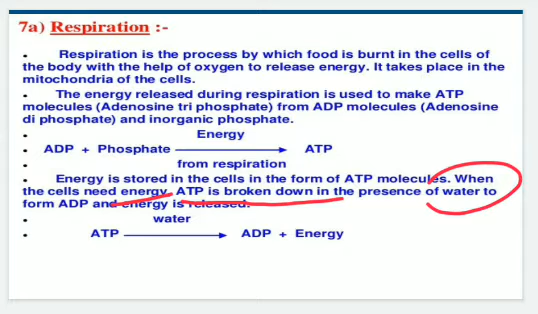 7a) Respiration :-
• Respiration is the process by which food is burnt in the cells of
the body with the help of oxygen to release energy. It takes place in the
mitochondria of the cells.
• The energy released during respiration is used to make ATP
molecules (Adenosine tri phosphate) from ADP molecules (Adenosine
di phosphate) and inorganic phosphate.
• Energy
• ADP + Phosphate ATP
• from respiration
• Energy is stored in the cells in the form of ATP molecules. When
the cells need energy, ATP is broken down in the presence of water to
form ADP and energy is released.
• water
• ATP ADP + Energy